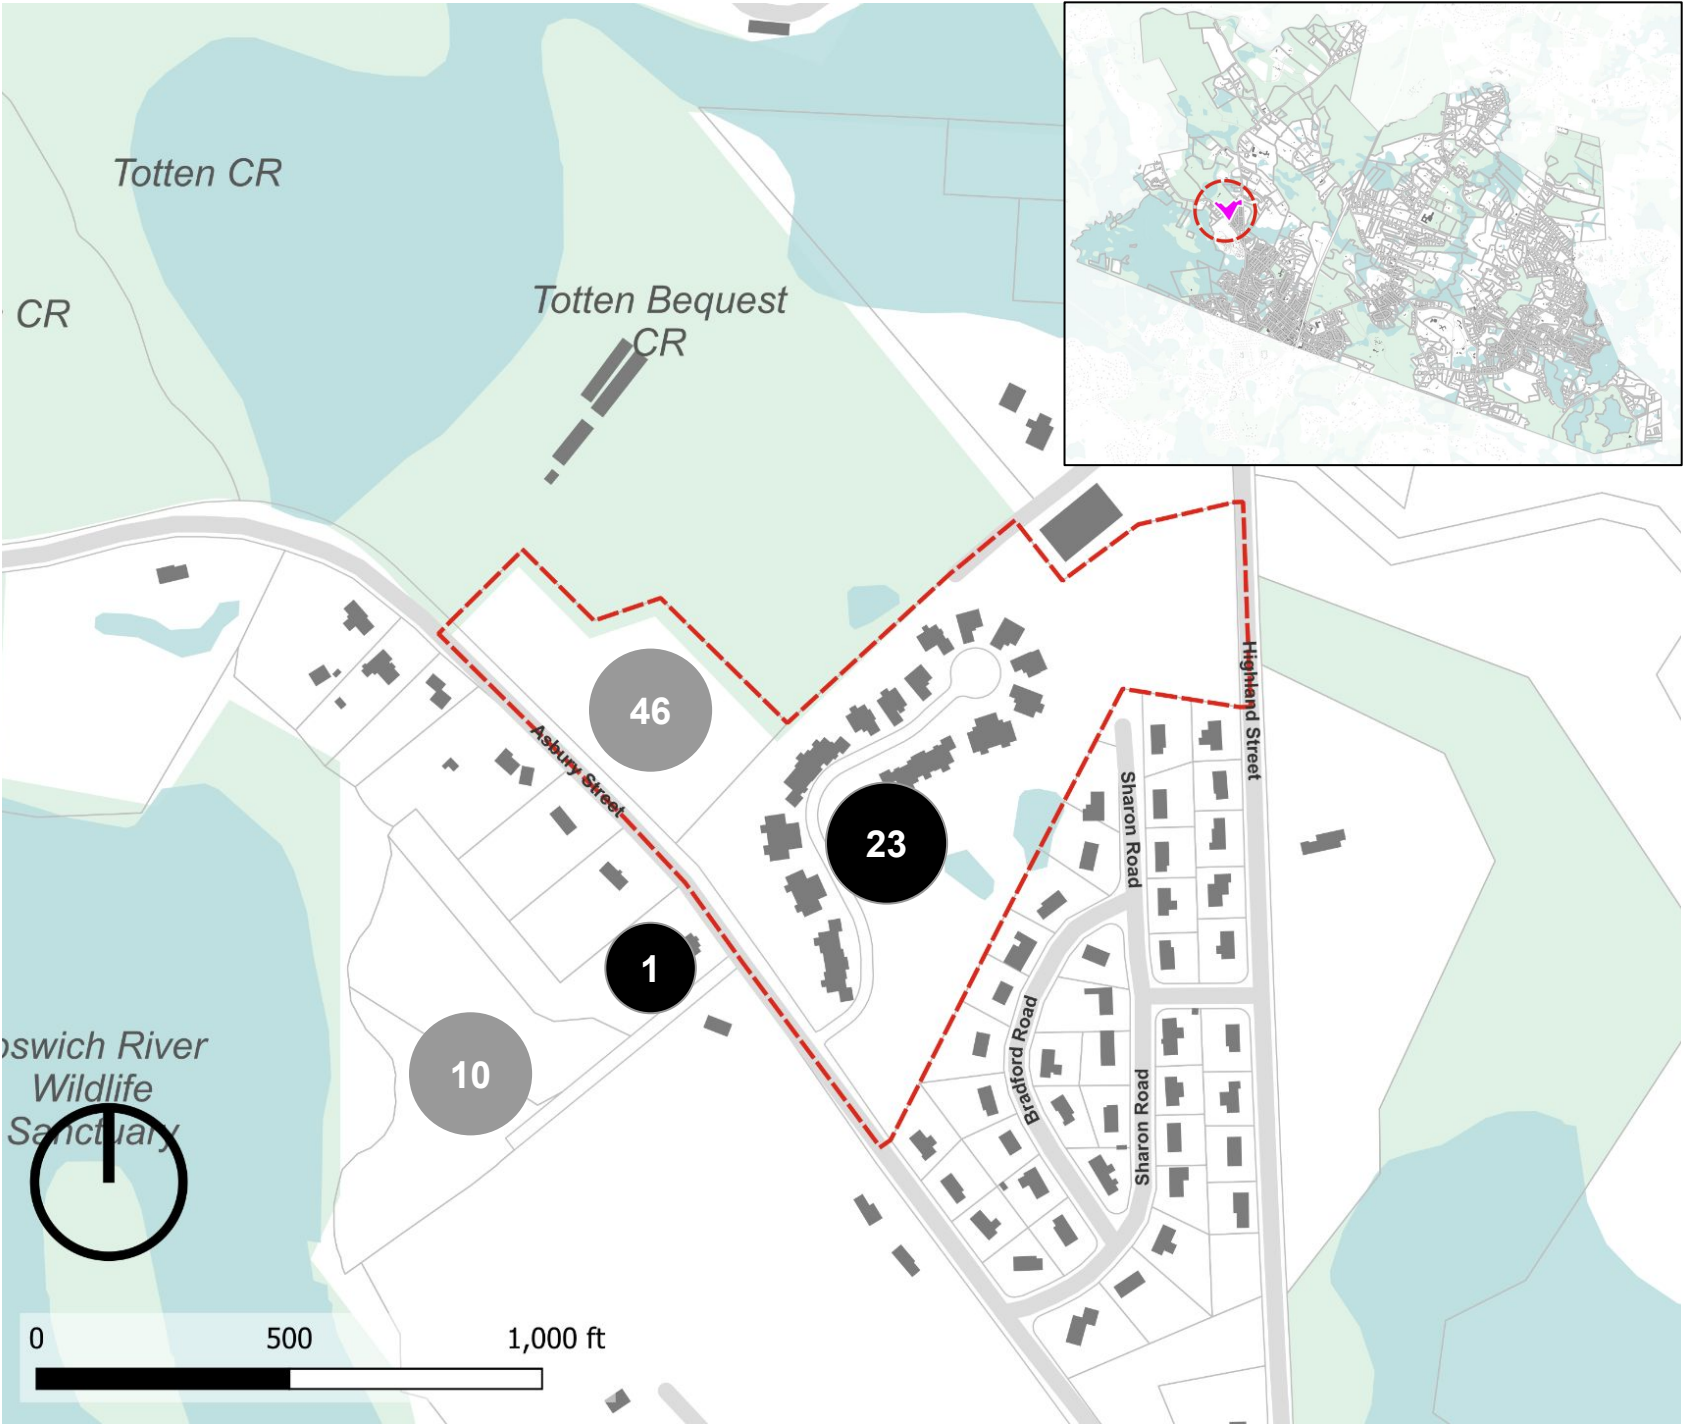 Totten CR
CR
Totten Bequest
CR
46
Asbury Street
23
Highland Street
Sharon Road
1
10
Bradford Road
Sharon Road
pswich River
Wildlife
Sanctuary
0 500 1,000 ft